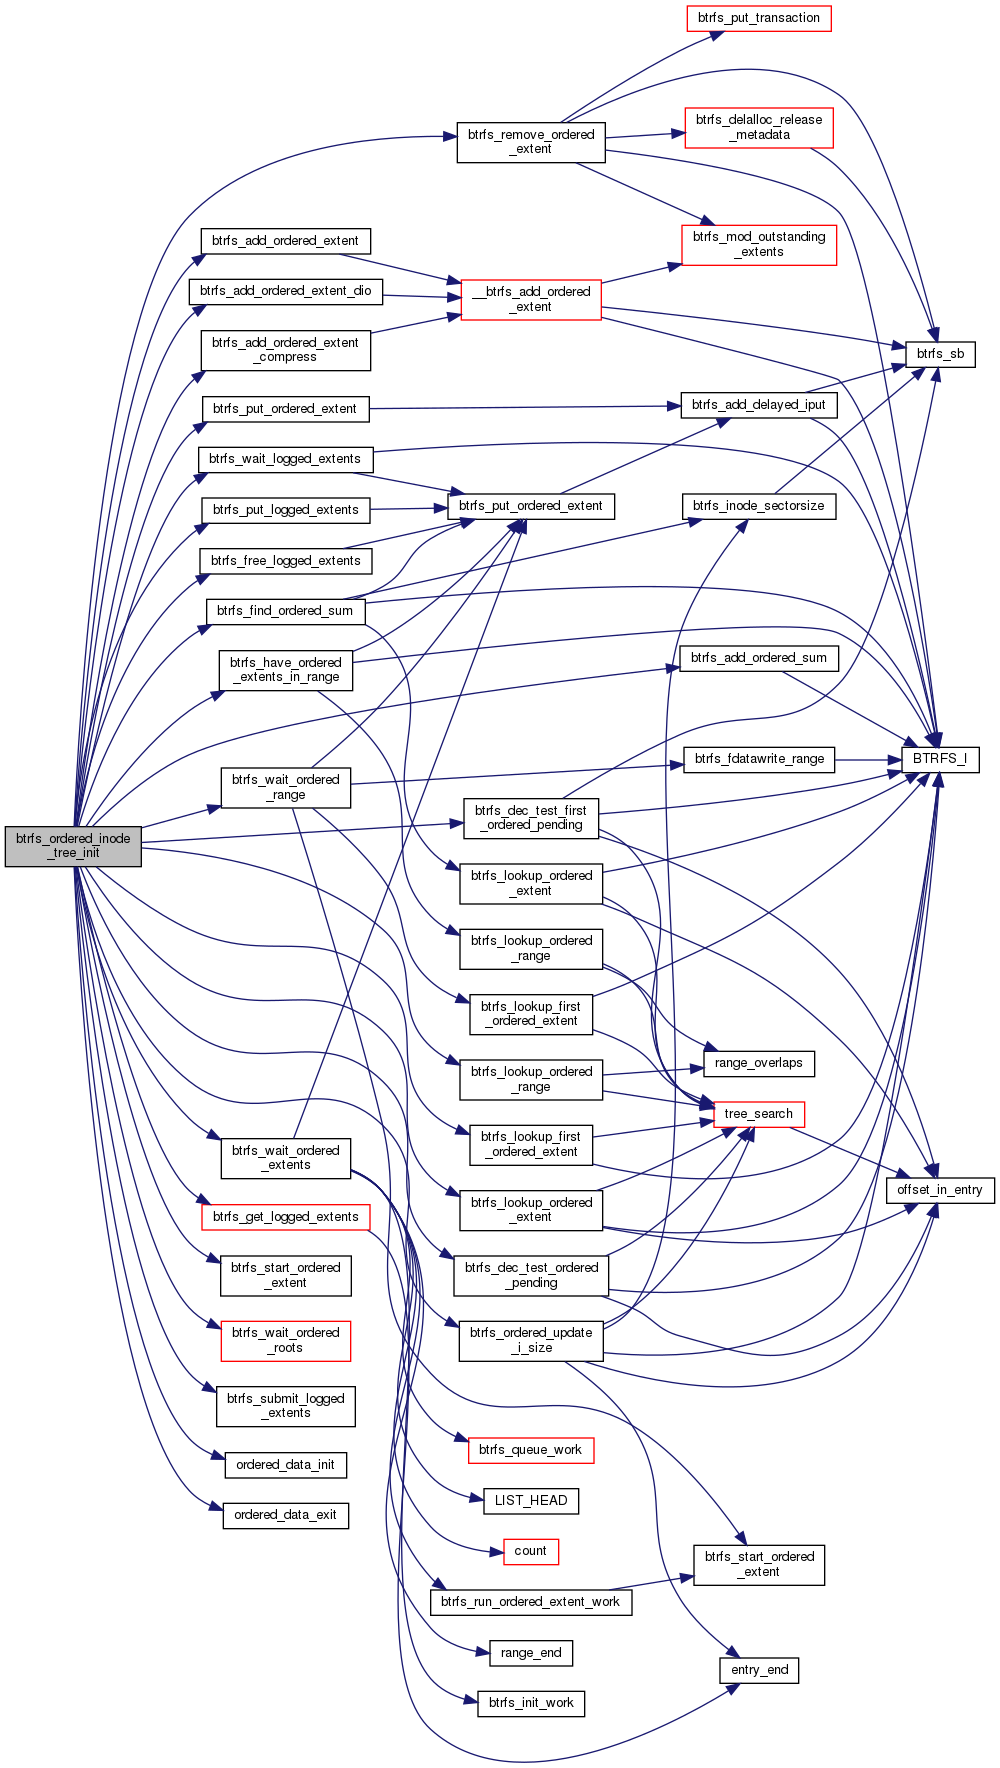 btrfs_put_transaction
btrfs_remove_ordered
_extent
btrfs_delalloc_release
_metadata
btrfs_add_ordered_extent
btrfs_mod_outstanding
_extents
btrfs_add_ordered_extent_dio
__btrfs_add_ordered
_extent
btrfs_add_ordered_extent
_compress
btrfs_sb
btrfs_put_ordered_extent
btrfs_add_delayed_iput
btrfs_wait_logged_extents
btrfs_put_logged_extents
btrfs_put_ordered_extent
btrfs_inode_sectorsize
btrfs_free_logged_extents
btrfs_find_ordered_sum
btrfs_have_ordered
_extents_in_range
btrfs_add_ordered_sum
btrfs_wait_ordered
_range
btrfs_fdatawrite_range
BTRFS_I
btrfs_dec_test_first
_ordered_pending
btrfs_ordered_inode
_tree_init
btrfs_lookup_ordered
_extent
btrfs_lookup_ordered
_range
btrfs_lookup_first
_ordered_extent
range_overlaps
btrfs_lookup_ordered
_range
tree_search
btrfs_lookup_first
_ordered_extent
btrfs_wait_ordered
_extents
offset_in_entry
btrfs_lookup_ordered
_extent
btrfs_get_logged_extents
btrfs_start_ordered
_extent
btrfs_dec_test_ordered
_pending
btrfs_wait_ordered
_roots
btrfs_ordered_update
_i_size
btrfs_submit_logged
_extents
btrfs_queue_work
ordered_data_init
LIST_HEAD
ordered_data_exit
count
btrfs_start_ordered
_extent
btrfs_run_ordered_extent_work
range_end
entry_end
btrfs_init_work